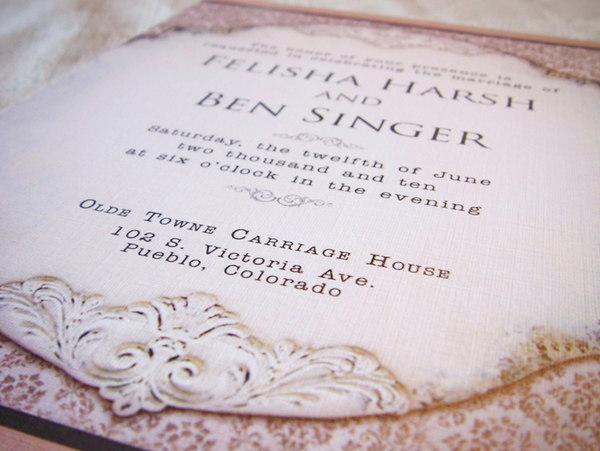 The honor of your presence is
requested in celebrating the marriage of
FELISHA HARSH
AND
BEN SINGER
Saturday, the twelfth of June
two thousand and ten
at six o'clock in the evening
OLDE TOWNE CARRIAGE HOUSE
102 S. Victoria Ave.
Pueblo, Colorado